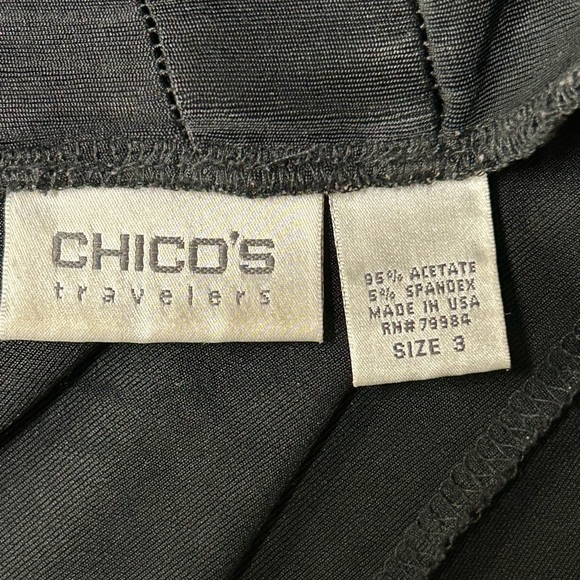 CHICO'S
travelers
95% ACETATE
5% SPANDEX
MADE IN USA
RN#79984
SIZE 3